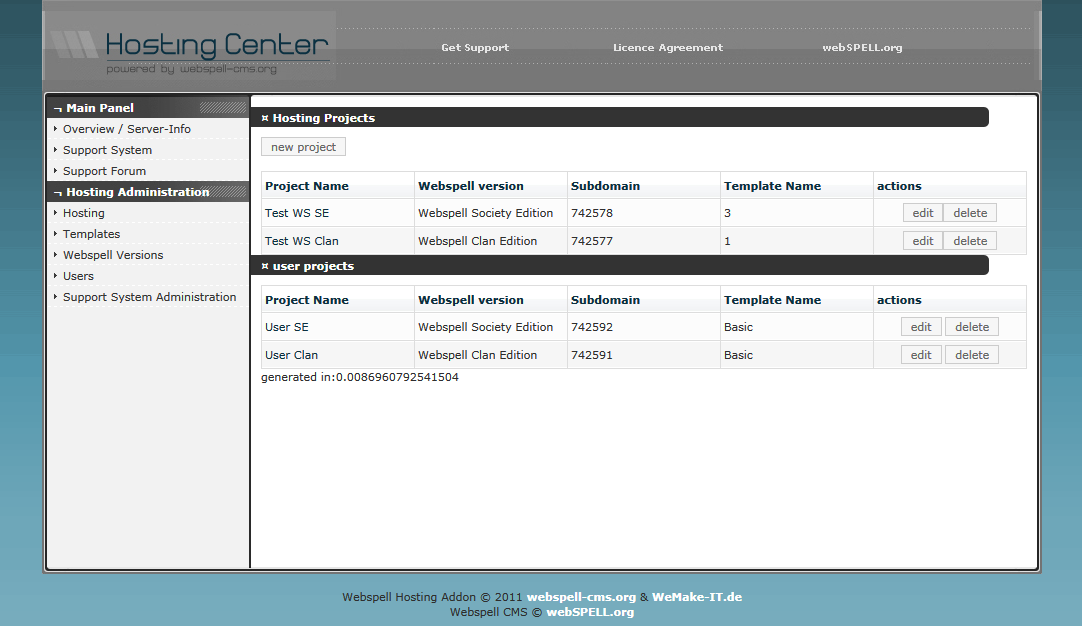 Hosting Center
powered by webspell-cms.org
Get Support Licence Agreement webSPELL.org
¬ Main Panel
Overview / Server-Info
Support System
Support Forum
¬ Hosting Administration
Hosting
Templates
Webspell Versions
Users
Support System Administration
¤ Hosting Projects
new project
Project Name Webspell version Subdomain Template Name actions
Test WS SE Webspell Society Edition 742578 3 edit delete
Test WS Clan Webspell Clan Edition 742577 1 edit delete
¤ user projects
Project Name Webspell version Subdomain Template Name actions
User SE Webspell Society Edition 742592 Basic edit delete
User Clan Webspell Clan Edition 742591 Basic edit delete
generated in:0.0086960792541504
Webspell Hosting Addon © 2011 webspell-cms.org & WeMake-IT.de
Webspell CMS © webSPELL.org